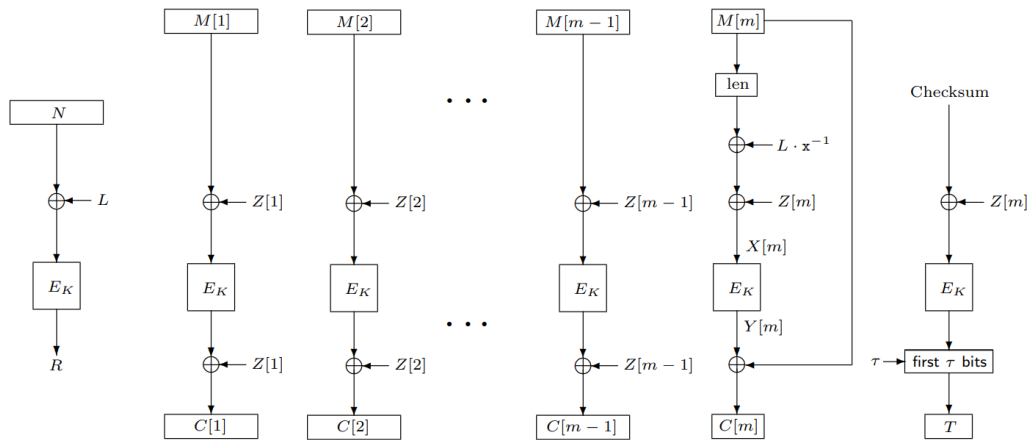 M[1]
M[2]
M[m − 1]
M[m]
N
len
Checksum
• • •
L · x⁻¹
L
Z[1]
Z[2]
Z[m − 1]
Z[m]
Z[m]
X[m]
E_K
E_K
E_K
E_K
E_K
E_K
Y[m]
• • •
R
Z[1]
Z[2]
Z[m − 1]
τ
first τ bits
C[1]
C[2]
C[m − 1]
C[m]
T